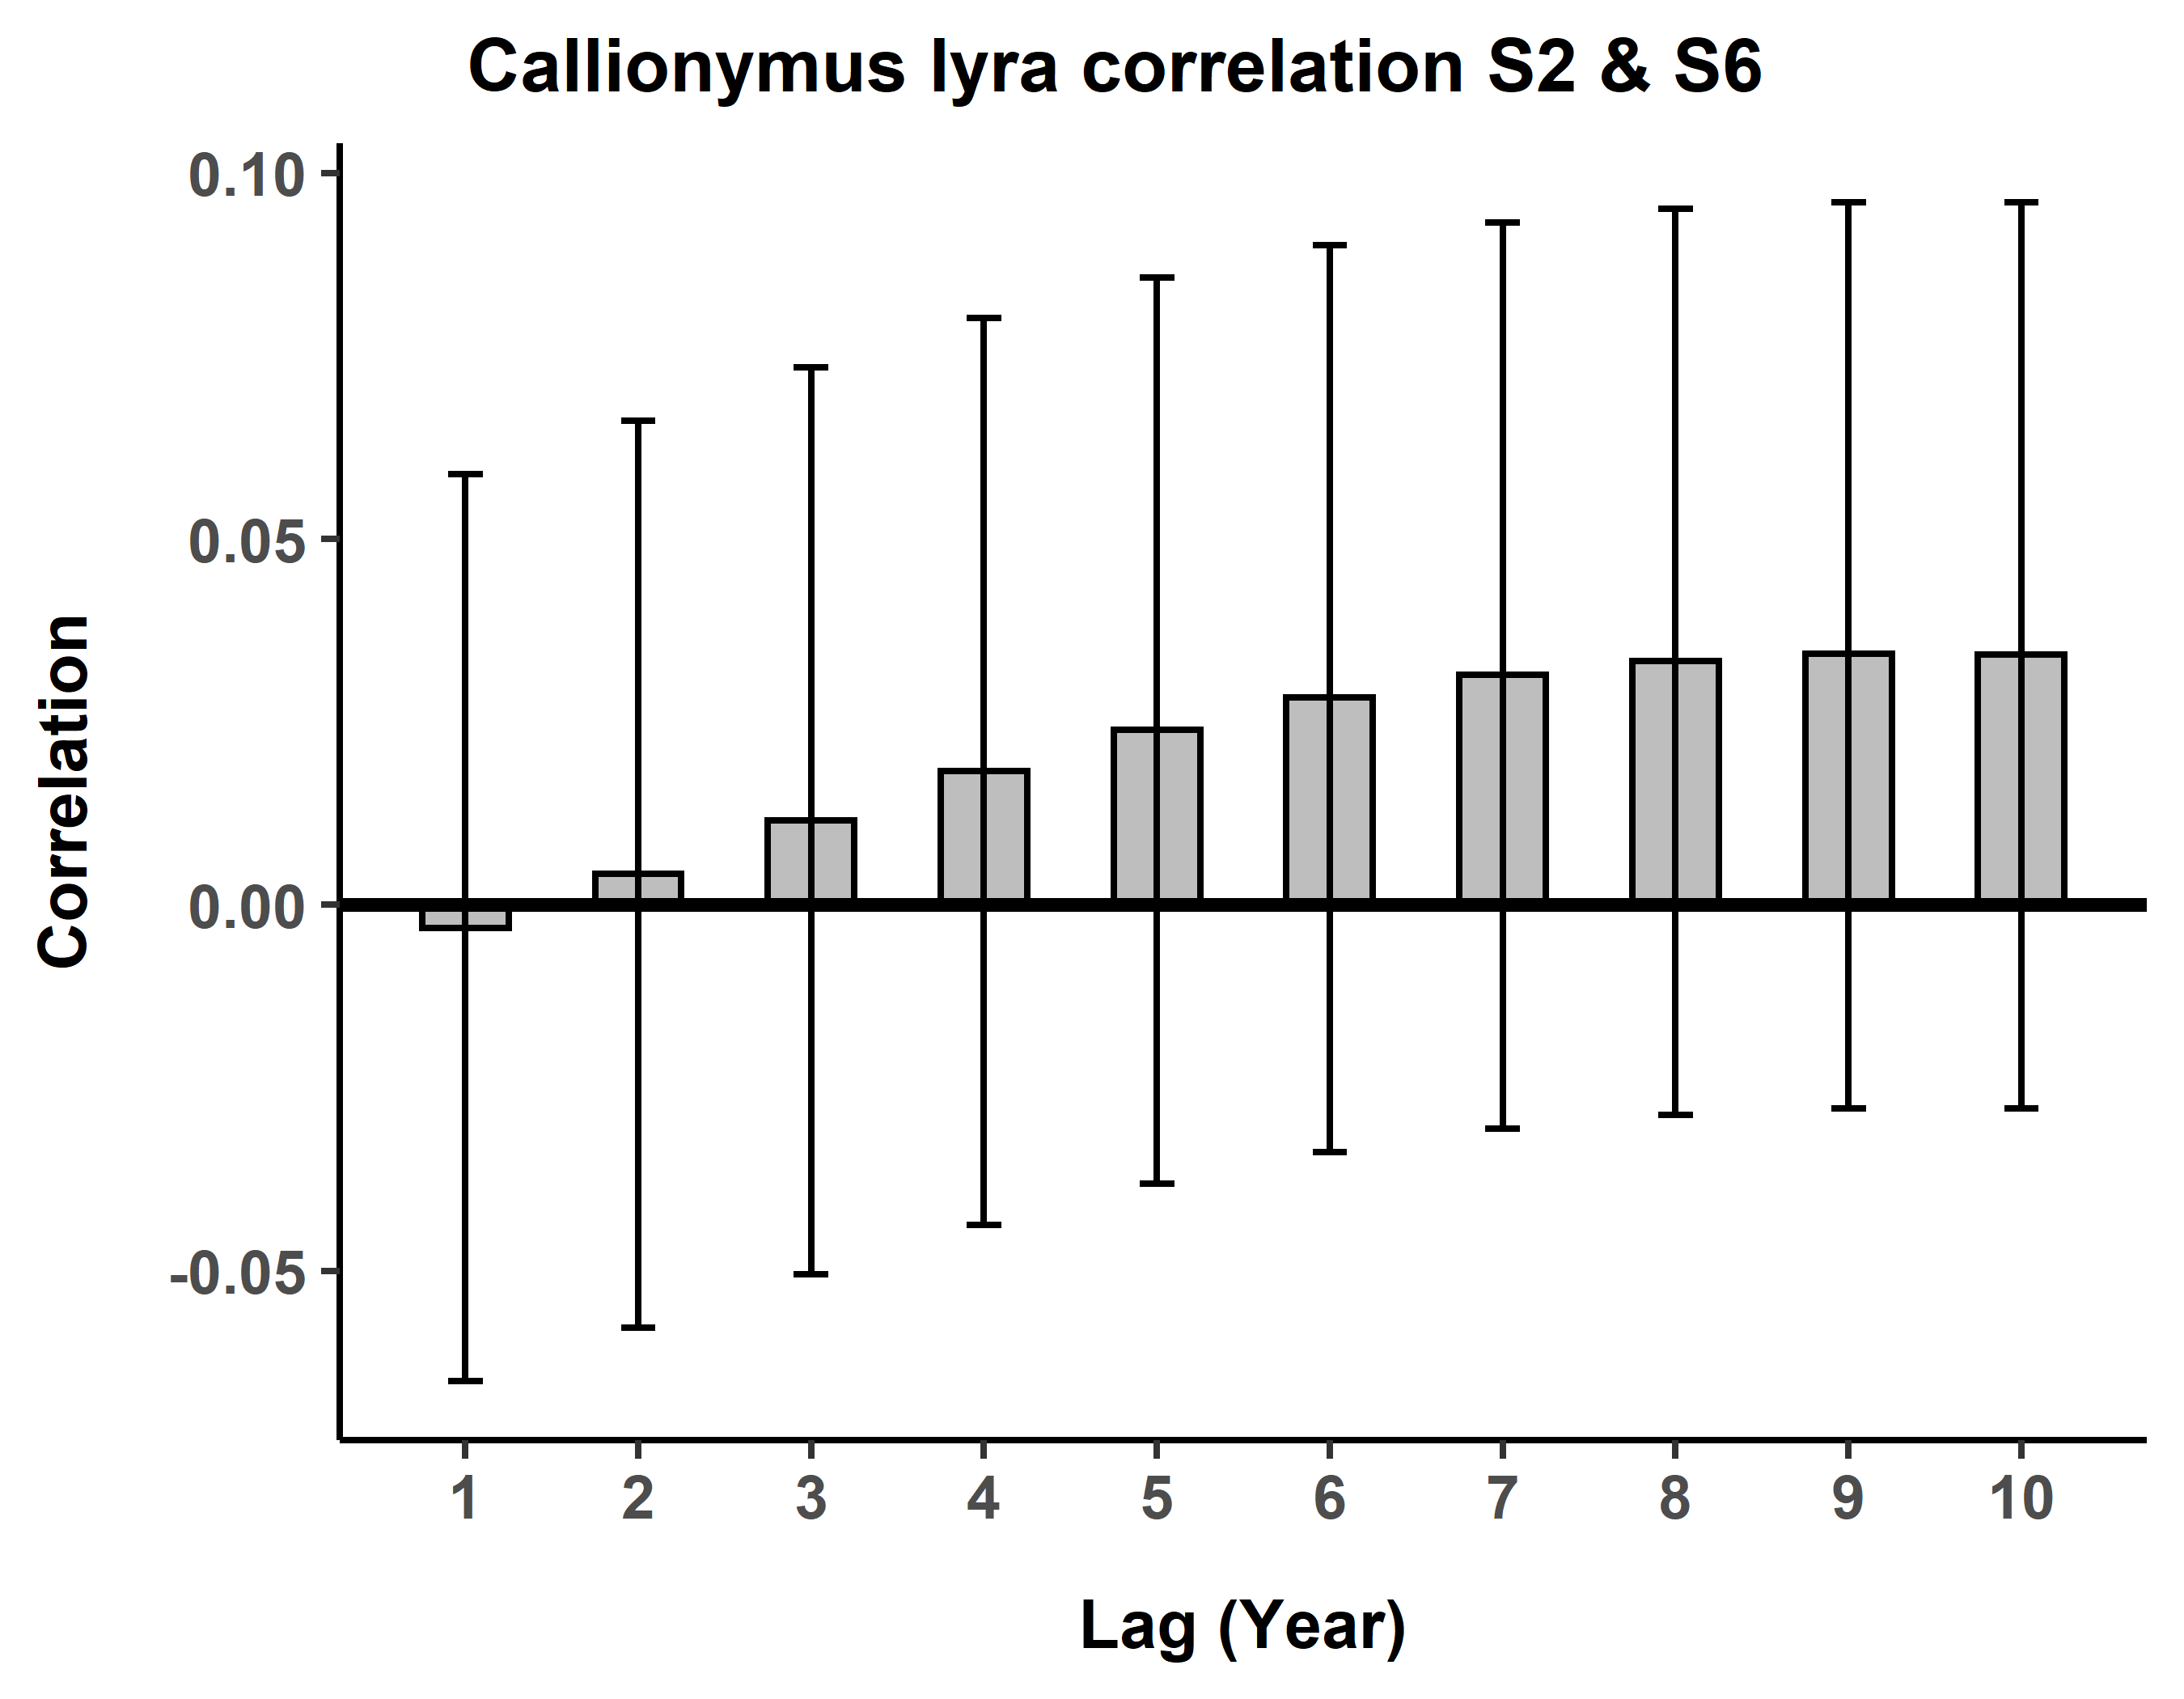 Callionymus lyra correlation S2 & S6
0.10
0.05
0.00
-0.05
Correlation
1 2 3 4 5 6 7 8 9 10
Lag (Year)